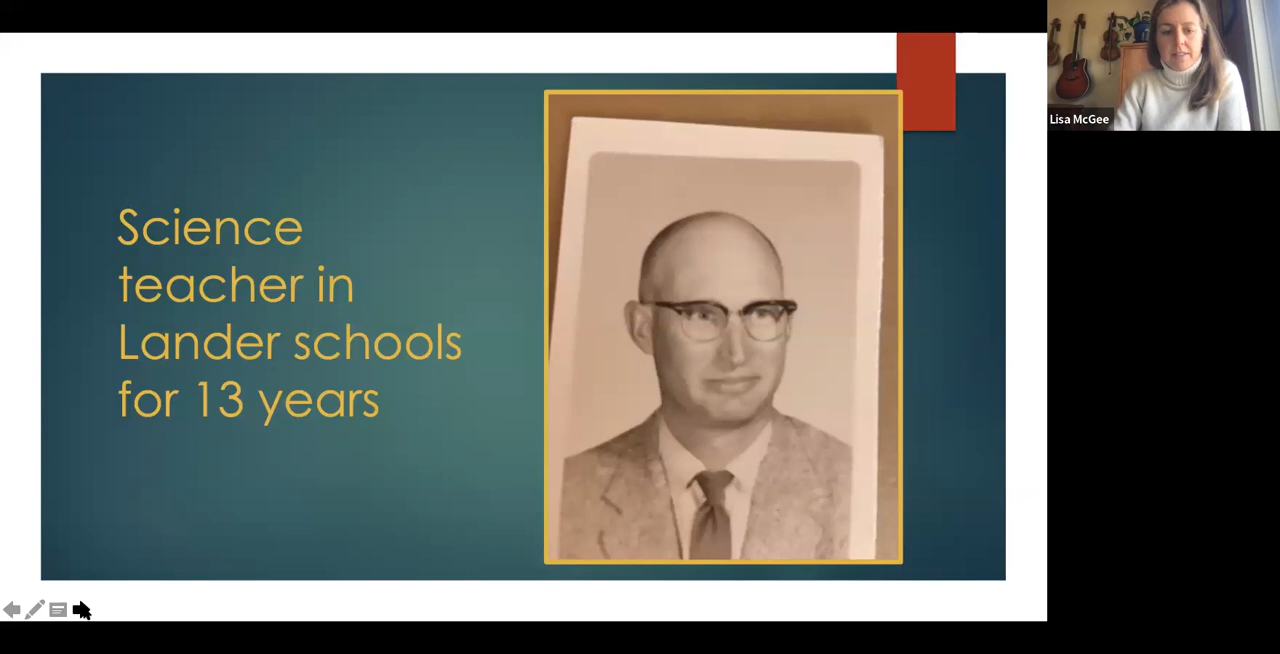 Science
teacher in
Lander schools
for 13 years
Lisa McGee